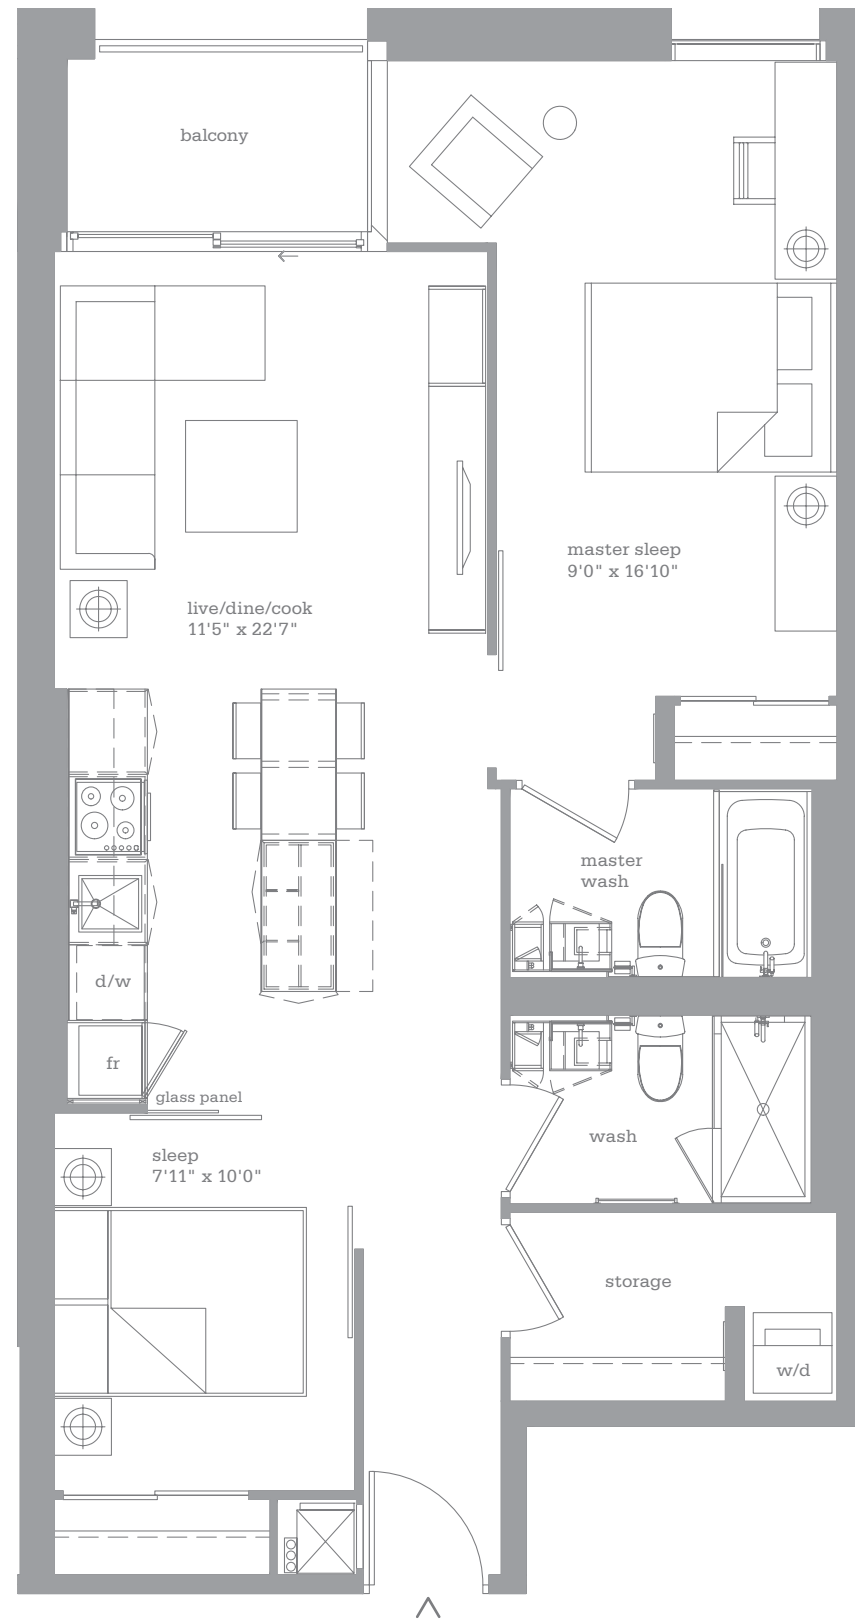 balcony
master sleep
9'0" x 16'10"
live/dine/cook
11'5" x 22'7"
master
wash
d/w
fr
glass panel
wash
sleep
7'11" x 10'0"
storage
w/d